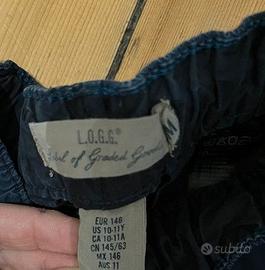 L.O.G.G.®
Label of Graded Goods
M
EUR 146
US 10-11Y
CA 10-11A
CN 145/63
MX 146
AUS 11
subito